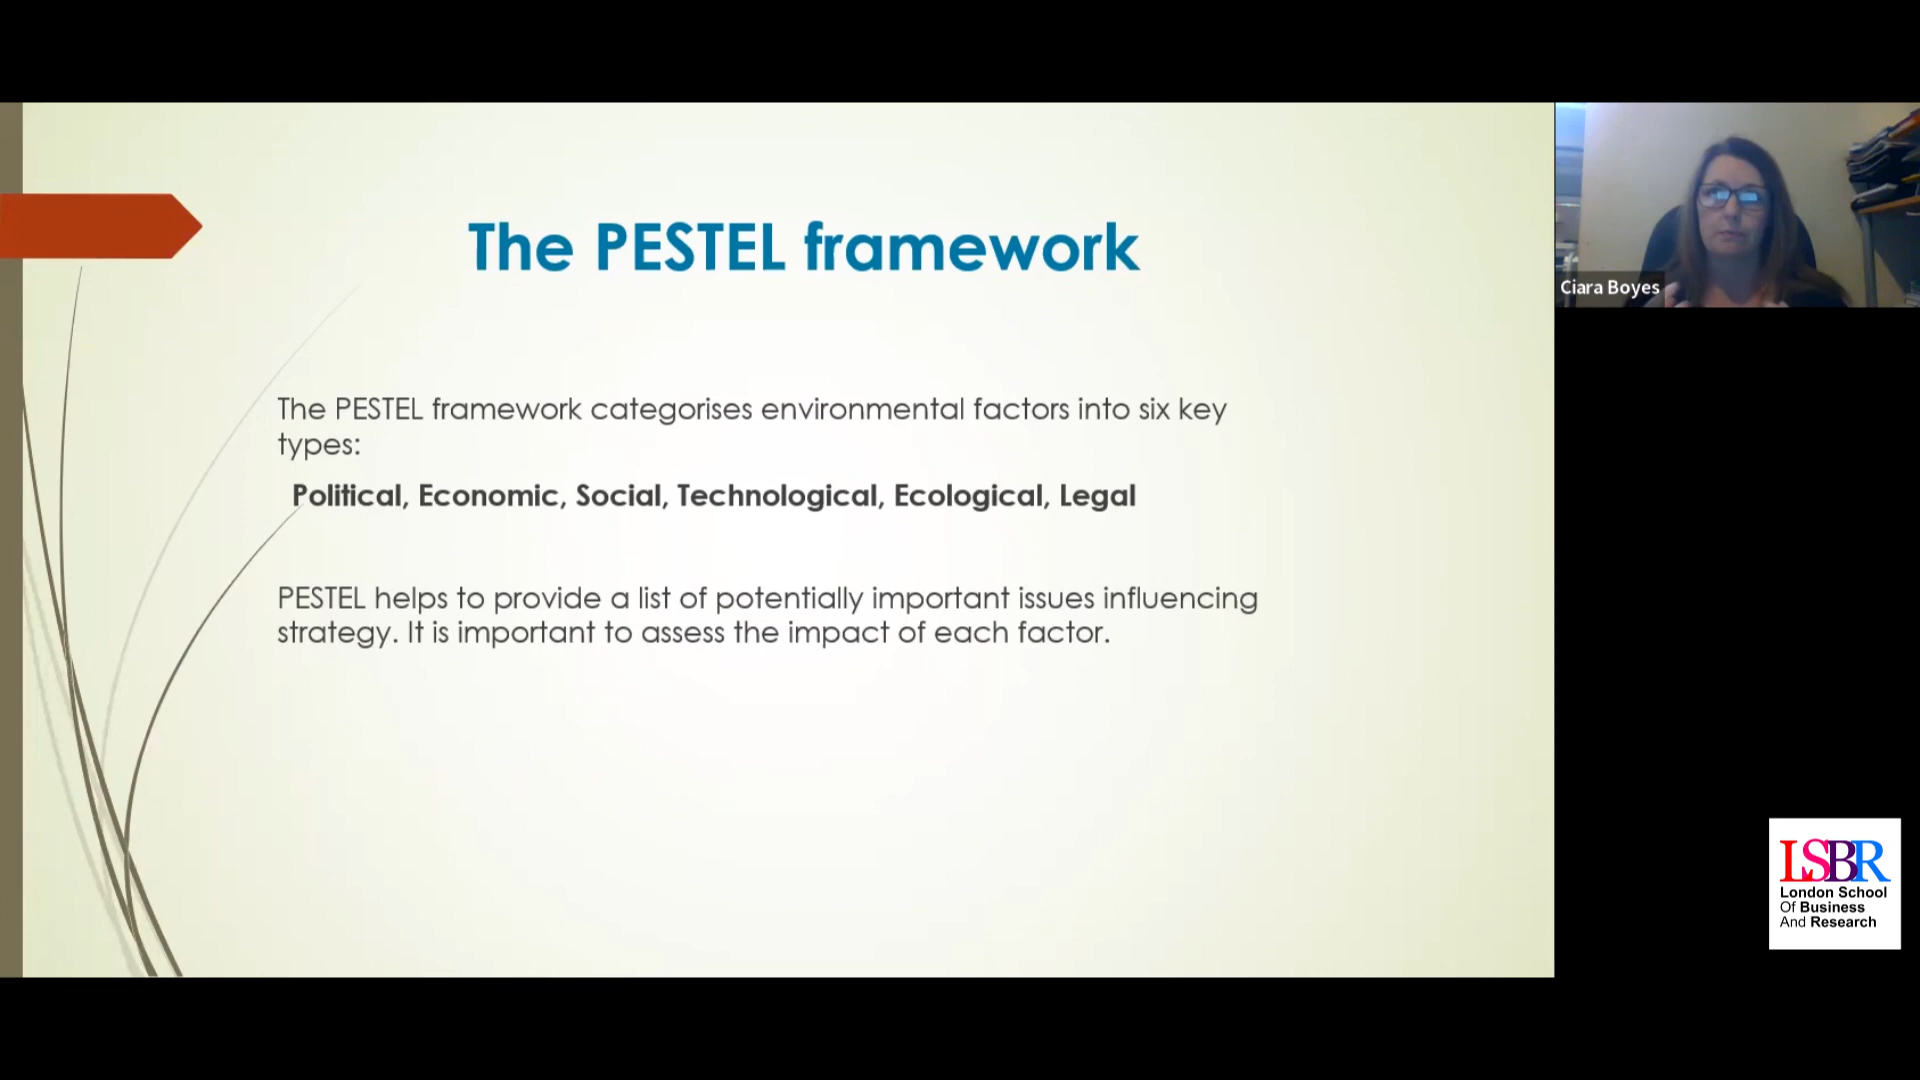 The PESTEL framework
The PESTEL framework categorises environmental factors into six key
types:
Political, Economic, Social, Technological, Ecological, Legal
PESTEL helps to provide a list of potentially important issues influencing
strategy. It is important to assess the impact of each factor.
Ciara Boyes
LSBR
London School
Of Business
And Research